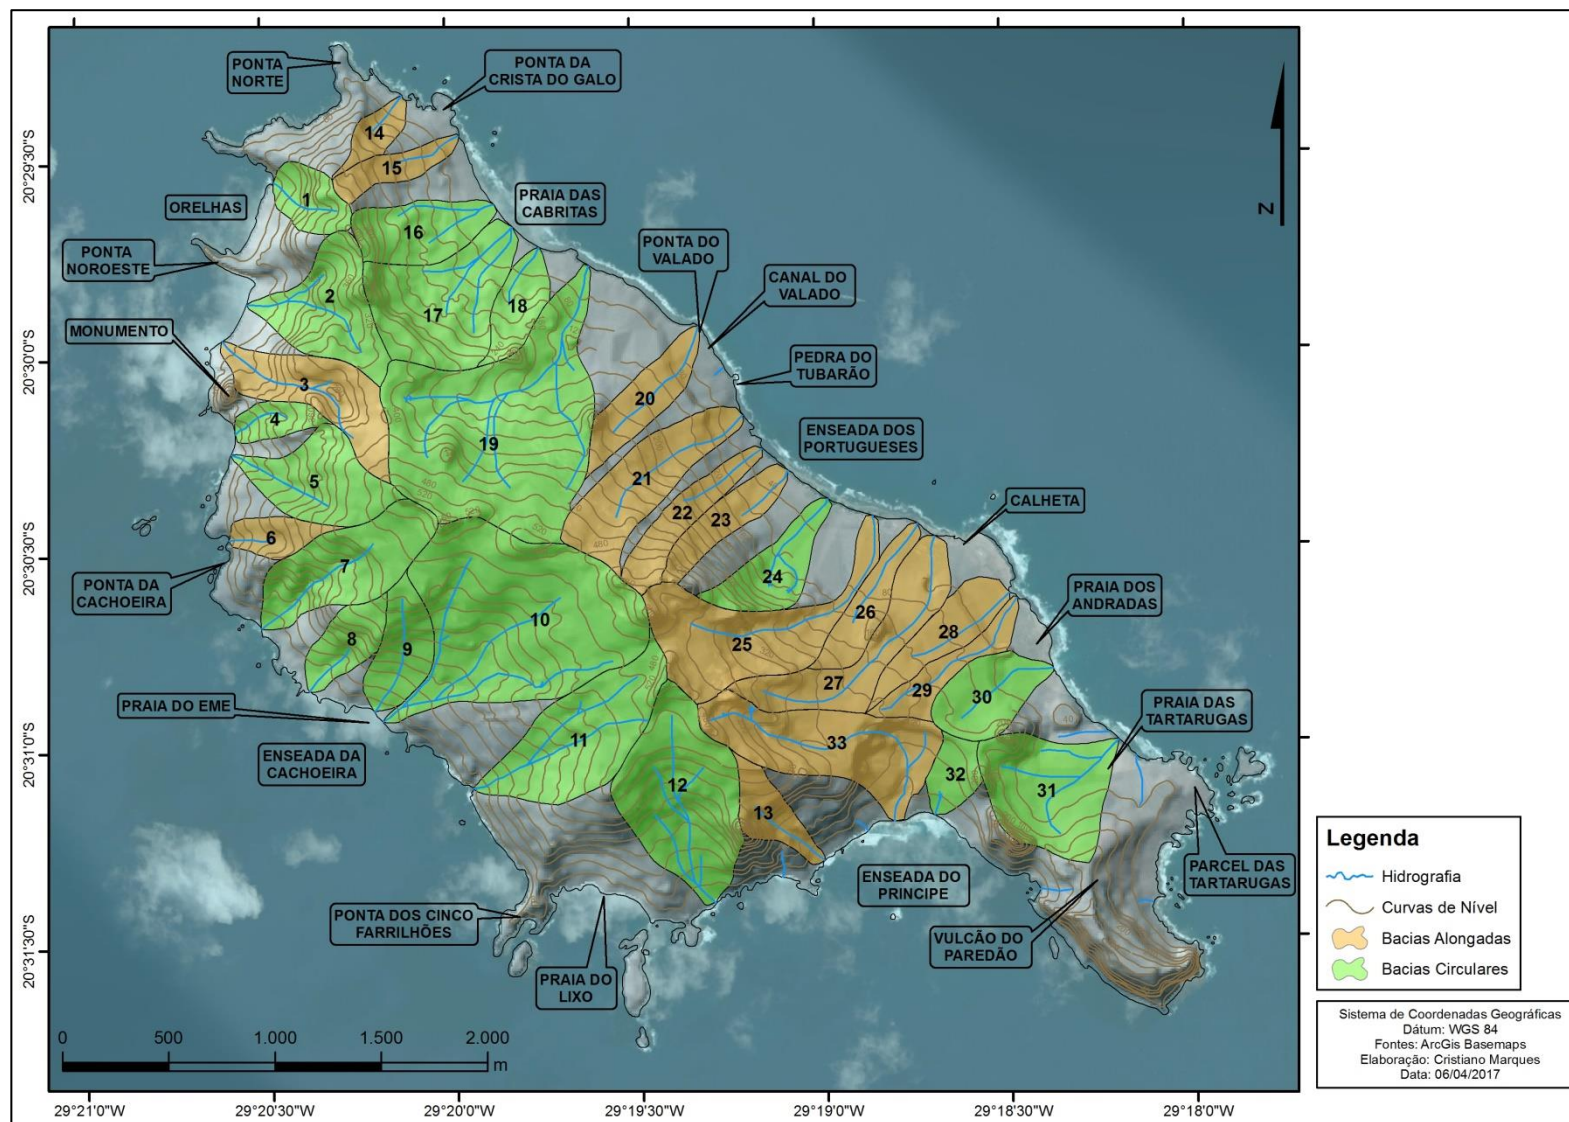 PONTA
NORTE
PONTA DA
CRISTA DO GALO
ORELHAS
PRAIA DAS
CABRITAS
PONTA
NOROESTE
PONTA DO
VALADO
CANAL DO
VALADO
MONUMENTO
PEDRA DO
TUBARÃO
ENSEADA DOS
PORTUGUESES
CALHETA
PONTA DA
CACHOEIRA
PRAIA DOS
ANDRADAS
PRAIA DO EME
PRAIA DAS
TARTARUGAS
ENSEADA DA
CACHOEIRA
PARCEL DAS
TARTARUGAS
ENSEADA DO
PRINCIPE
PONTA DOS CINCO
FARRILHÕES
VULCÃO DO
PAREDÃO
PRAIA DO
LIXO
1
2
3
4
5
6
7
8
9
10
11
12
13
14
15
16
17
18
19
20
21
22
23
24
25
26
27
28
29
30
31
32
33
N
20°29'30"S
20°30'0"S
20°30'30"S
20°31'0"S
20°31'30"S
0 500 1.000 1.500 2.000
m
29°21'0"W 29°20'30"W 29°20'0"W 29°19'30"W 29°19'0"W 29°18'30"W 29°18'0"W
Legenda
Hidrografia
Curvas de Nível
Bacias Alongadas
Bacias Circulares
Sistema de Coordenadas Geográficas
Dátum: WGS 84
Fontes: ArcGis Basemaps
Elaboração: Cristiano Marques
Data: 06/04/2017